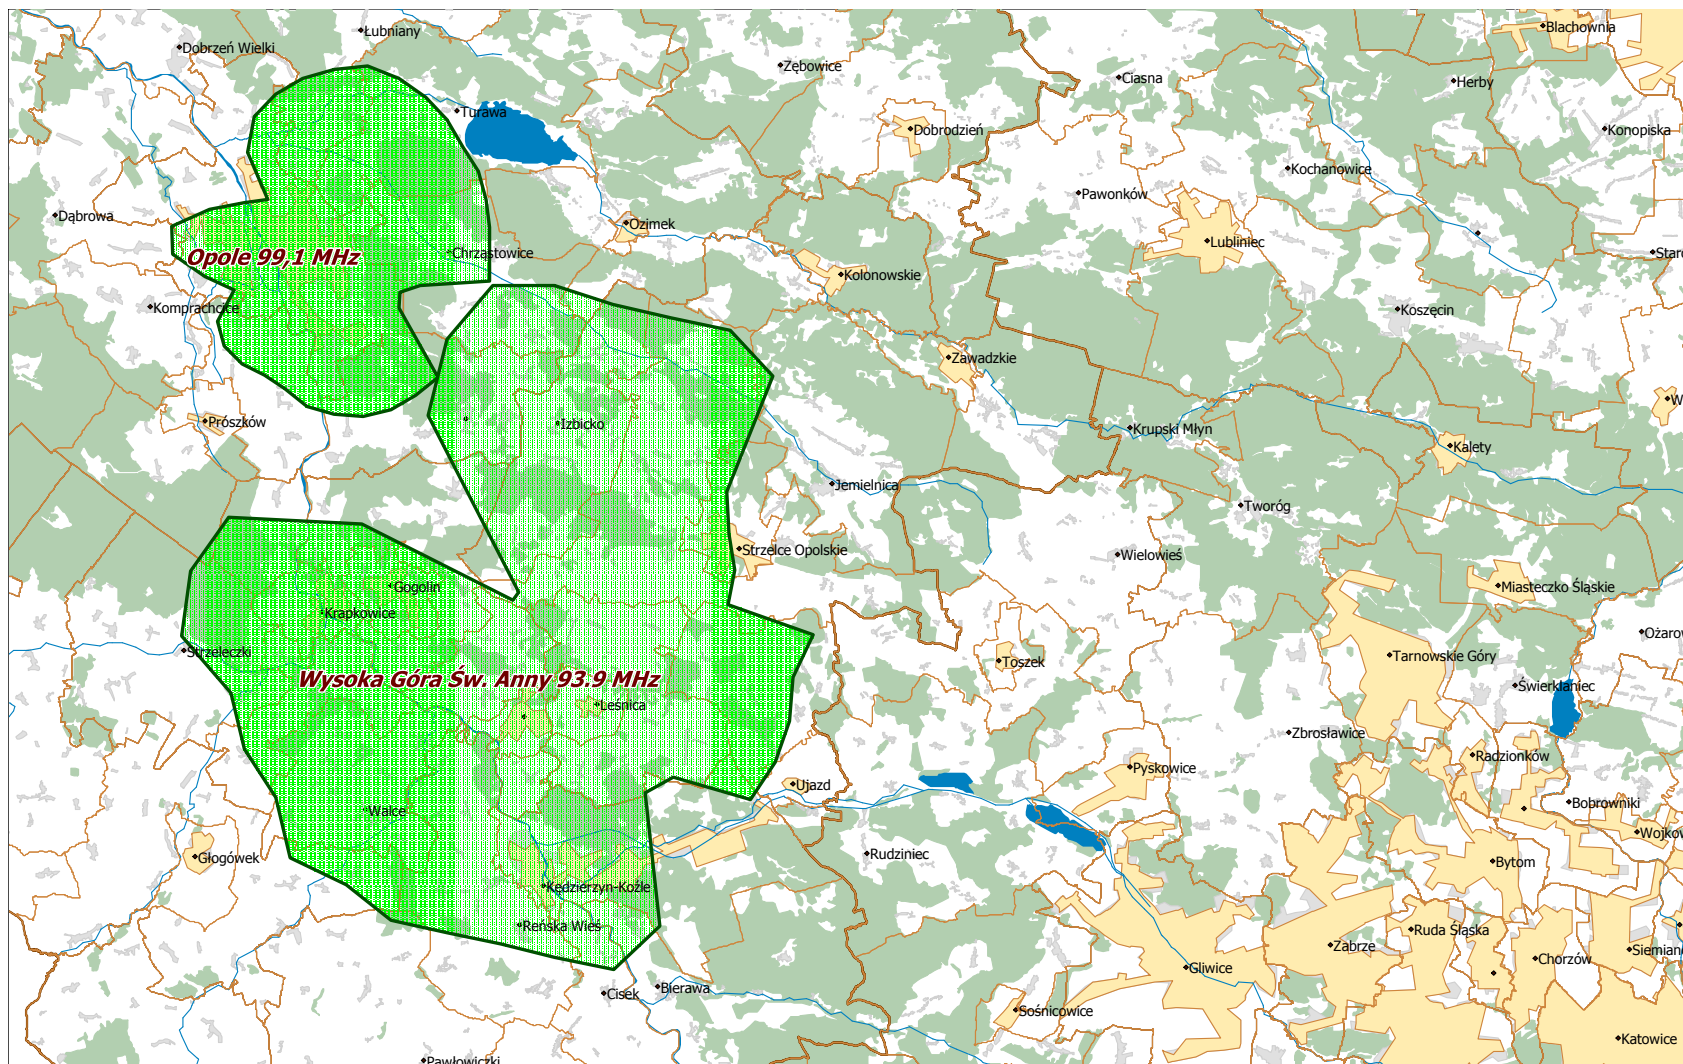 Łubniany
Blachownia
Dobrzeń Wielki
Zębowice
Ciasna
Herby
Turawa
Dobrodzień
Konopiska
Kochanowice
Pawonków
Dąbrowa
Ozimek
Lubliniec
Chrząstowice
Opole 99,1 MHz
Kolonowskie
Komprachcice
Koszęcin
Zawadzkie
Prószków
Izbicko
Krupski Młyn
Kalety
Jemielnica
Tworóg
Strzelce Opolskie
Wielowieś
Gogolin
Miasteczko Śląskie
Krapkowice
Strzeleczki
Toszek
Tarnowskie Góry
Wysoka Góra Św. Anny 93.9 MHz
Świerklaniec
Leśnica
Zbrosławice
Radzionków
Pyskowice
Ujazd
Walce
Bobrowniki
Głogówek
Rudziniec
Bytom
Kędzierzyn-Koźle
Reńska Wieś
Ruda Śląska
Zabrze
Chorzów
Gliwice
Cisek
Bierawa
Sośnicowice
Katowice
Pawłowiczki